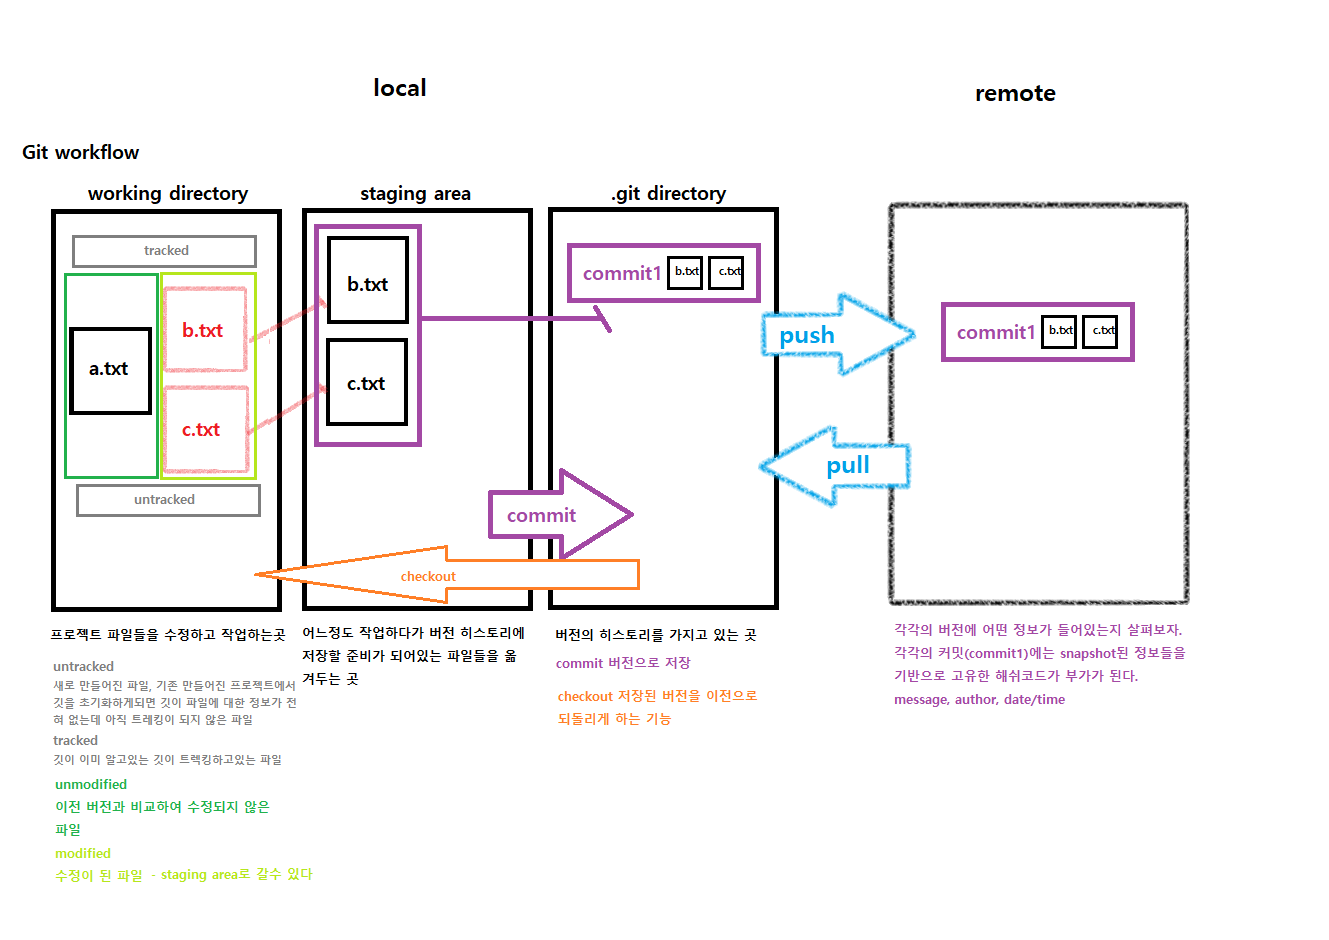 local
remote
Git workflow
working directory
staging area
.git directory
tracked
a.txt
b.txt
c.txt
untracked
b.txt
c.txt
commit1 b.txt c.txt
commit
checkout
push
pull
commit1 b.txt c.txt
프로젝트 파일들을 수정하고 작업하는곳
untracked
새로 만들어진 파일, 기존 만들어진 프로젝트에서
깃을 초기화하게되면 깃이 파일에 대한 정보가 전
혀 없는데 아직 트레킹이 되지 않은 파일
tracked
깃이 이미 알고있는 깃이 트렉킹하고있는 파일
unmodified
이전 버전과 비교하여 수정되지 않은
파일
modified
수정이 된 파일 - staging area로 갈수 있다
어느정도 작업하다가 버전 히스토리에
저장할 준비가 되어있는 파일들을 옮
겨두는 곳
버전의 히스토리를 가지고 있는 곳
commit 버전으로 저장
checkout 저장된 버전을 이전으로
되돌리게 하는 기능
각각의 버전에 어떤 정보가 들어있는지 살펴보자.
각각의 커밋(commit1)에는 snapshot된 정보들을
기반으로 고유한 해쉬코드가 부가가 된다.
message, author, date/time